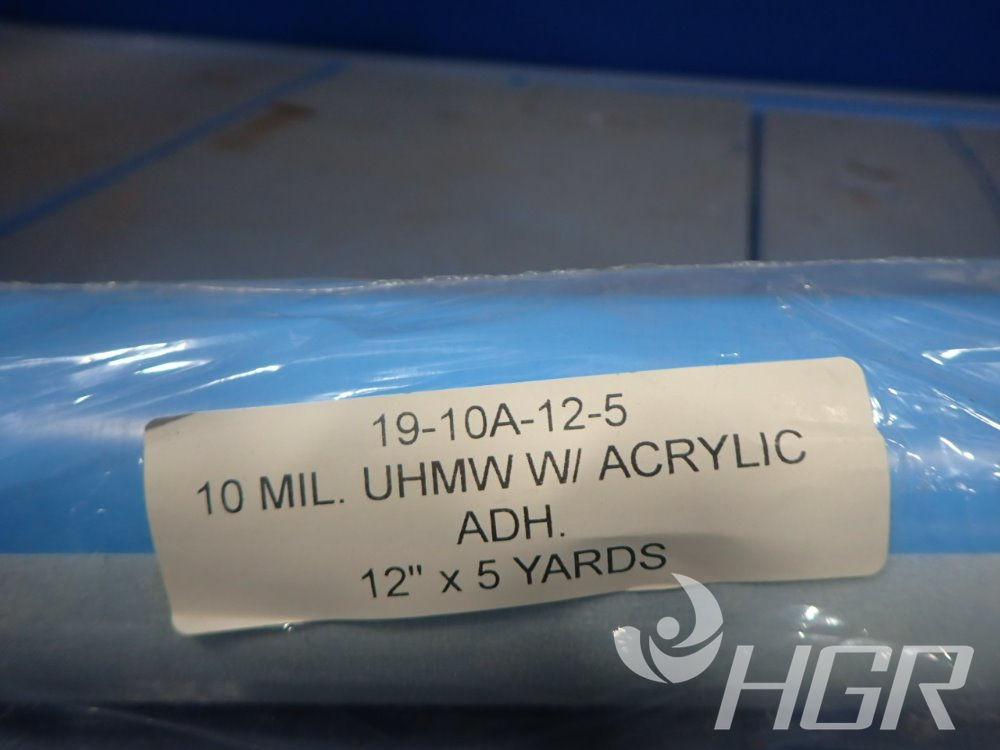 19-10A-12-5
10 MIL. UHMW W/ ACRYLIC
ADH.
12" x 5 YARDS
HGR